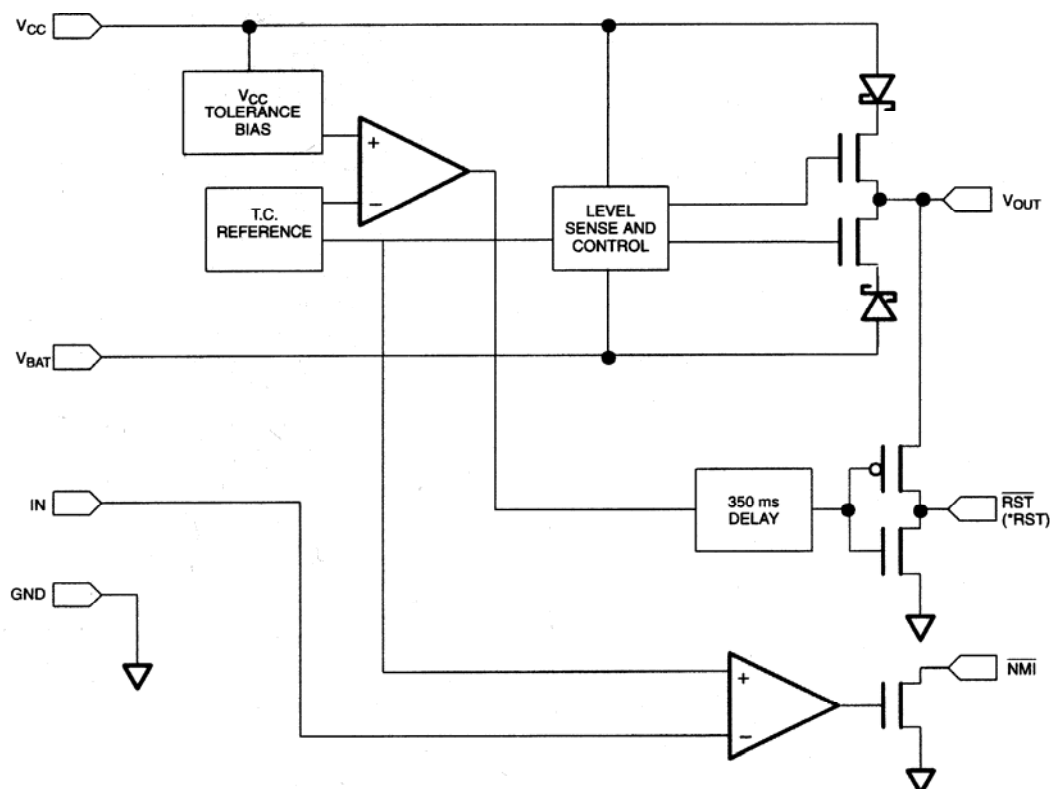 VCC
VCC
TOLERANCE
BIAS
+
−
T.C.
REFERENCE
LEVEL
SENSE AND
CONTROL
VOUT
VBAT
IN
350 ms
DELAY
RST
(*RST)
GND
+
−
NMI